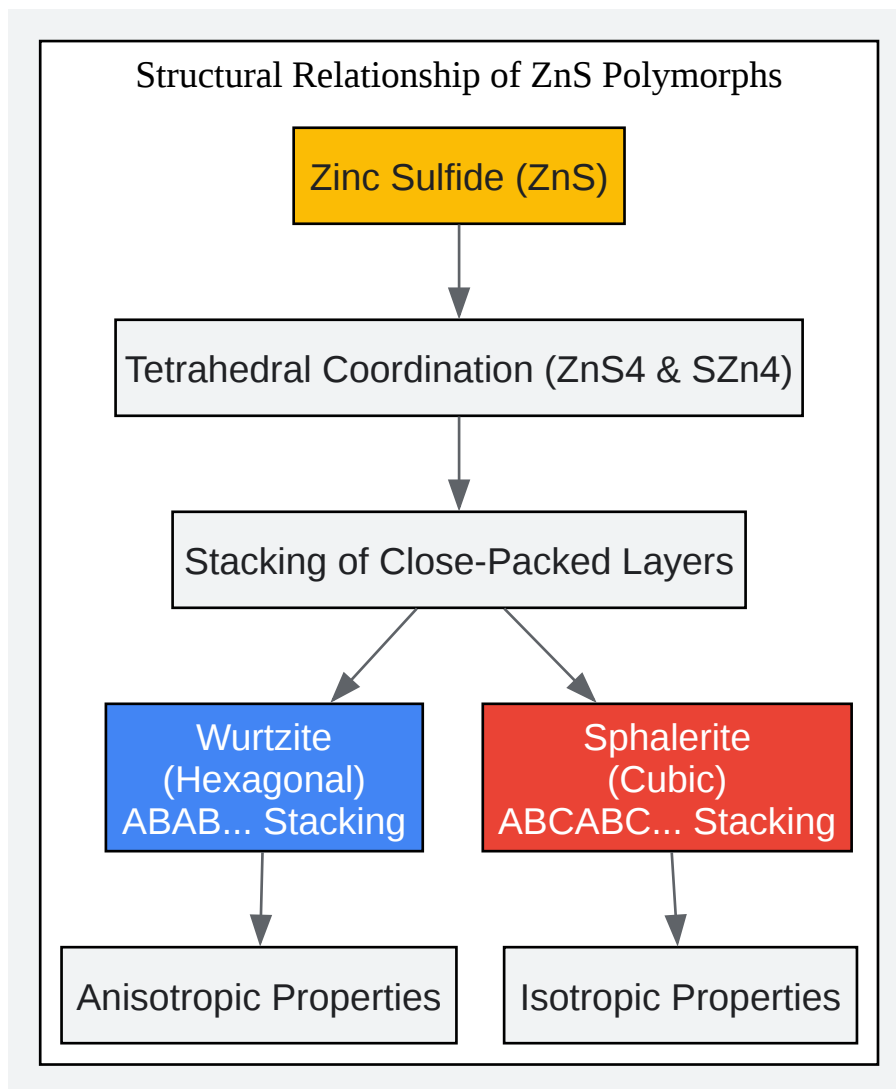 Structural Relationship of ZnS Polymorphs
Zinc Sulfide (ZnS)
Tetrahedral Coordination (ZnS4 & SZn4)
Stacking of Close-Packed Layers
Wurtzite
(Hexagonal)
ABAB... Stacking
Sphalerite
(Cubic)
ABCABC... Stacking
Anisotropic Properties
Isotropic Properties